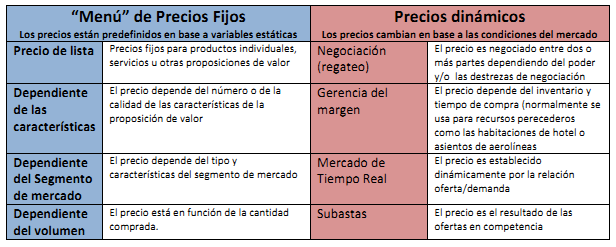 “Menú” de Precios Fijos
Los precios están predefinidos en base a variables estáticas
Precios dinámicos
Los precios cambian en base a las condiciones del mercado
Precio de lista
Precios fijos para productos individuales,
servicios u otras proposiciones de valor
Negociación
(regateo)
El precio es negociado entre dos o
más partes dependiendo del poder
y/o las destrezas de negociación
Dependiente
de las
características
El precio depende del número o de la
calidad de las características de la
proposición de valor
Gerencia del
margen
El precio depende del inventario y
tiempo de compra (normalmente se
usa para recursos perecederos
como las habitaciones de hotel o
asientos de aerolíneas
Dependiente
del Segmento
de mercado
El precio depende del tipo y
características del segmento de mercado
Mercado de
Tiempo Real
El precio es establecido
dinámicamente por la relación
oferta/demanda
Dependiente
del volumen
El precio está en función de la cantidad
comprada.
Subastas
El precio es el resultado de las
ofertas en competencia